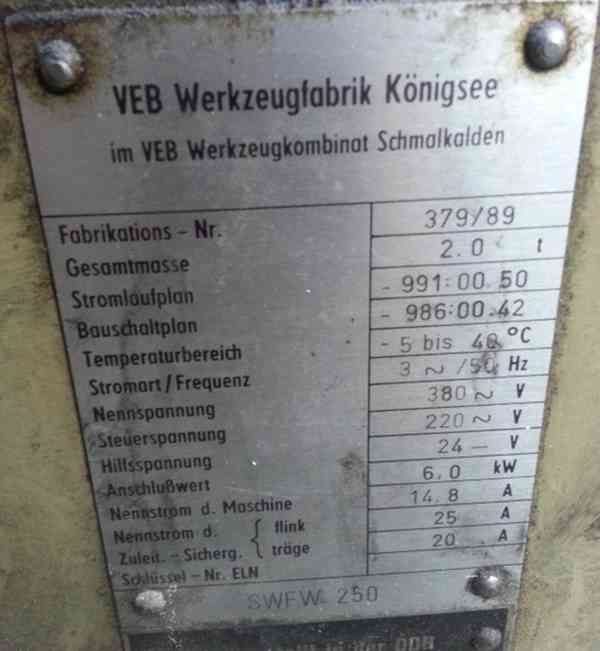 VEB Werkzeugfabrik Königsee
im VEB Werkzeugkombinat Schmalkalden
Fabrikations - Nr. 379/89
Gesamtmasse 2.0 t
Stromlaufplan - 991:00.50
Bauschaltplan - 986:00.42
Temperaturbereich - 5 bis 40 °C
Stromart / Frequenz 3 ~ /50 Hz
Nennspannung 380 ~ V
Steuerspannung 220 ~ V
Hilfsspannung 24 — V
Anschlußwert 6,0 kW
Nennstrom d. Maschine 14.8 A
Nennstrom d. { flink 25 A
Zuleit. - Sicherg. { träge 20 A
Schlüssel - Nr. ELN
SWFW 250
in der DDR